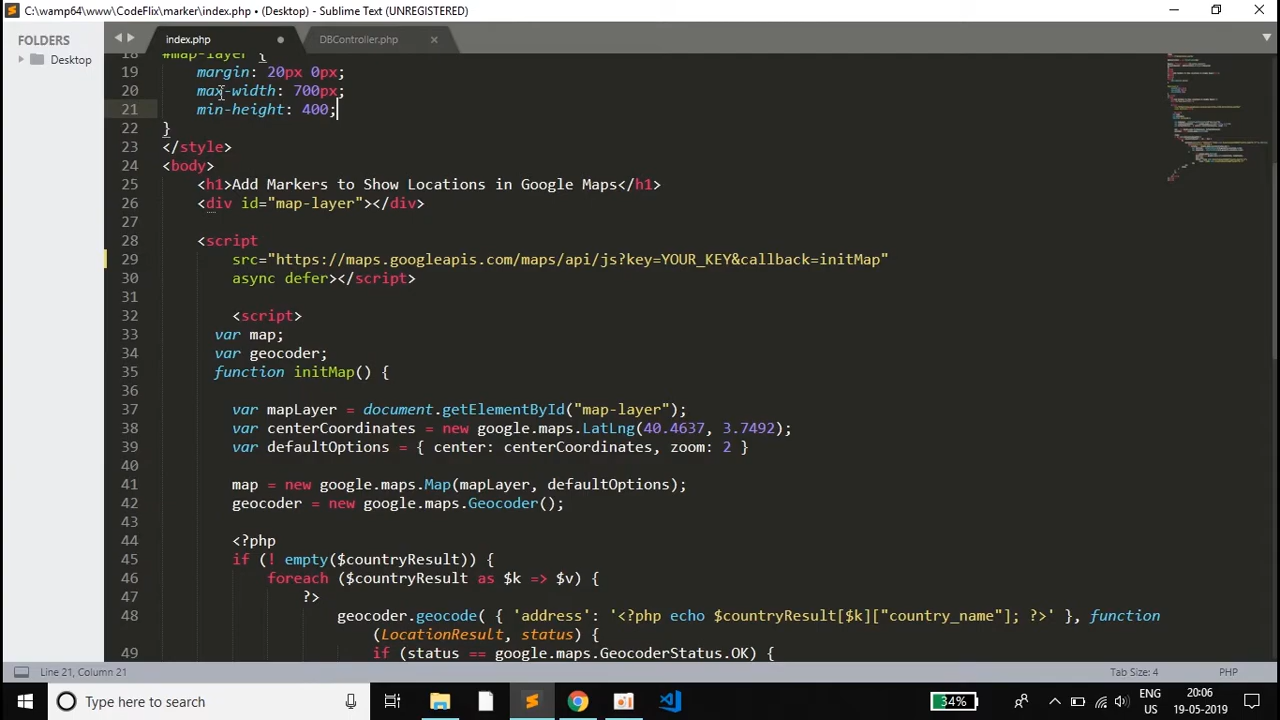 C:\wamp64\www\CodeFlix\marker\index.php • (Desktop) - Sublime Text (UNREGISTERED)
FOLDERS
Desktop
index.php
DBController.php
18 #map-layer {
19 margin: 20px 0px;
20 max-width: 700px;
21 min-height: 400;
22 }
23 </style>
24 <body>
25 <h1>Add Markers to Show Locations in Google Maps</h1>
26 <div id="map-layer"></div>
27
28 <script
29 src="https://maps.googleapis.com/maps/api/js?key=YOUR_KEY&callback=initMap"
30 async defer></script>
31
32 <script>
33 var map;
34 var geocoder;
35 function initMap() {
36
37 var mapLayer = document.getElementById("map-layer");
38 var centerCoordinates = new google.maps.LatLng(40.4637, 3.7492);
39 var defaultOptions = { center: centerCoordinates, zoom: 2 }
40
41 map = new google.maps.Map(mapLayer, defaultOptions);
42 geocoder = new google.maps.Geocoder();
43
44 <?php
45 if (! empty($countryResult)) {
46 foreach ($countryResult as $k => $v) {
47 ?>
48 geocoder.geocode( { 'address': '<?php echo $countryResult[$k]["country_name"]; ?>' }, function
(LocationResult, status) {
49 if (status == google.maps.GeocoderStatus.OK) {
Line 21, Column 21
Tab Size: 4
PHP
Type here to search
34%
ENG
US
20:06
19-05-2019